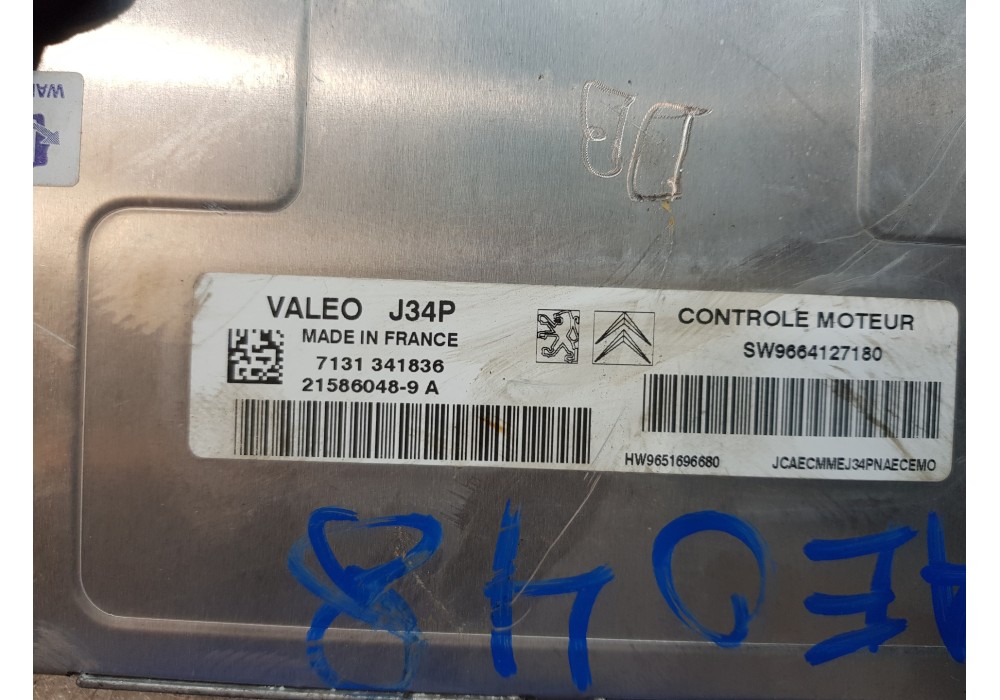 VALEO J34P
MADE IN FRANCE
7131 341836
21586048-9 A
CONTROLE MOTEUR
SW9664127180
HW9651696680
JCAECMMEJ34PNAECEMO